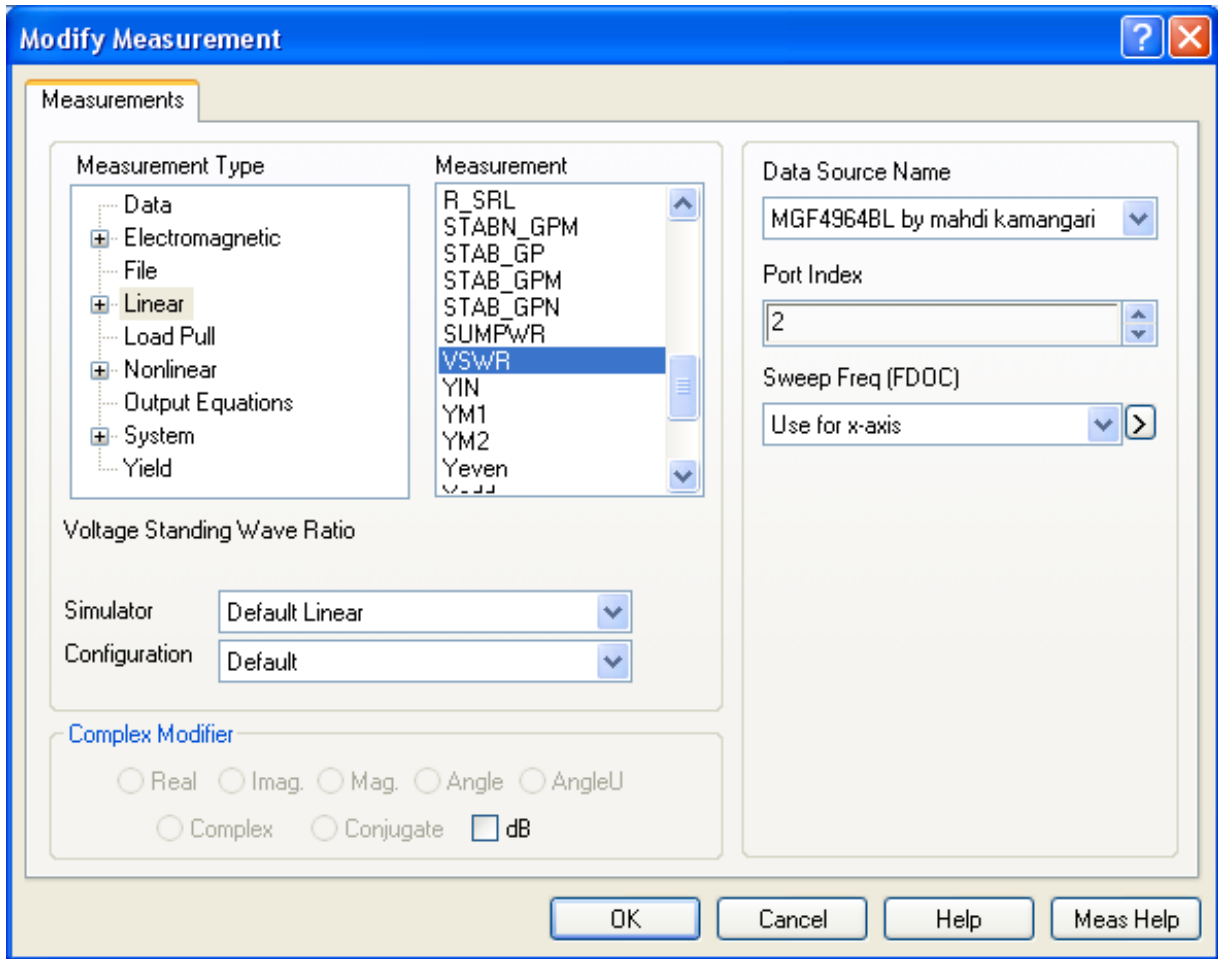 Modify Measurement
Measurements
Measurement Type
Data
Electromagnetic
File
Linear
Load Pull
Nonlinear
Output Equations
System
Yield
Measurement
R_SRL
STABN_GPM
STAB_GP
STAB_GPM
STAB_GPN
SUMPWR
VSWR
YIN
YM1
YM2
Yeven
Voltage Standing Wave Ratio
Simulator
Default Linear
Configuration
Default
Complex Modifier
Real Imag. Mag. Angle AngleU
Complex Conjugate dB
Data Source Name
MGF4964BL by mahdi kamangari
Port Index
2
Sweep Freq (FDOC)
Use for x-axis
>
OK Cancel Help Meas Help